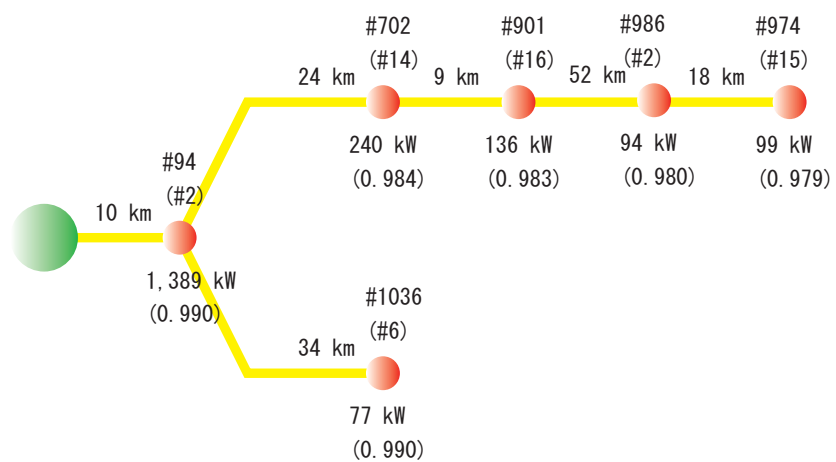 #702
(#14)
#901
(#16)
#986
(#2)
#974
(#15)
24 km
9 km
52 km
18 km
240 kW
(0.984)
136 kW
(0.983)
94 kW
(0.980)
99 kW
(0.979)
#94
(#2)
10 km
1,389 kW
(0.990)
#1036
(#6)
34 km
77 kW
(0.990)